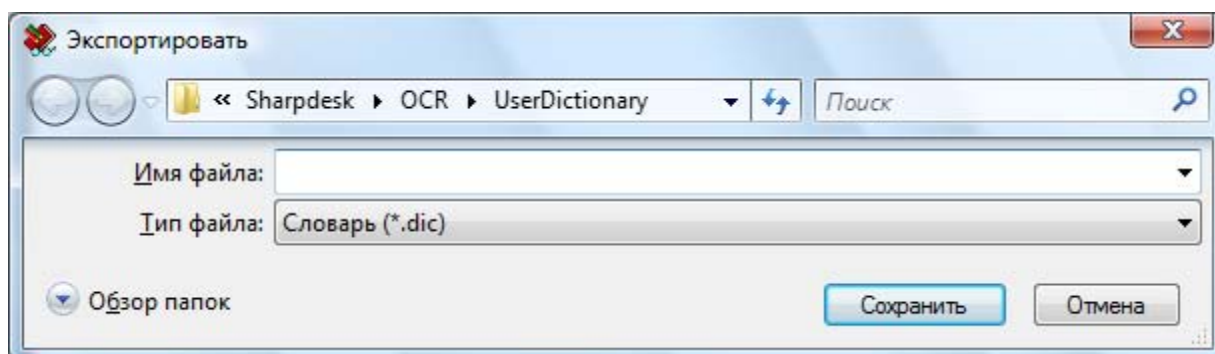 Экспортировать
« Sharpdesk ▸ OCR ▸ UserDictionary Поиск
Имя файла:
Тип файла: Словарь (*.dic)
Обзор папок Сохранить Отмена